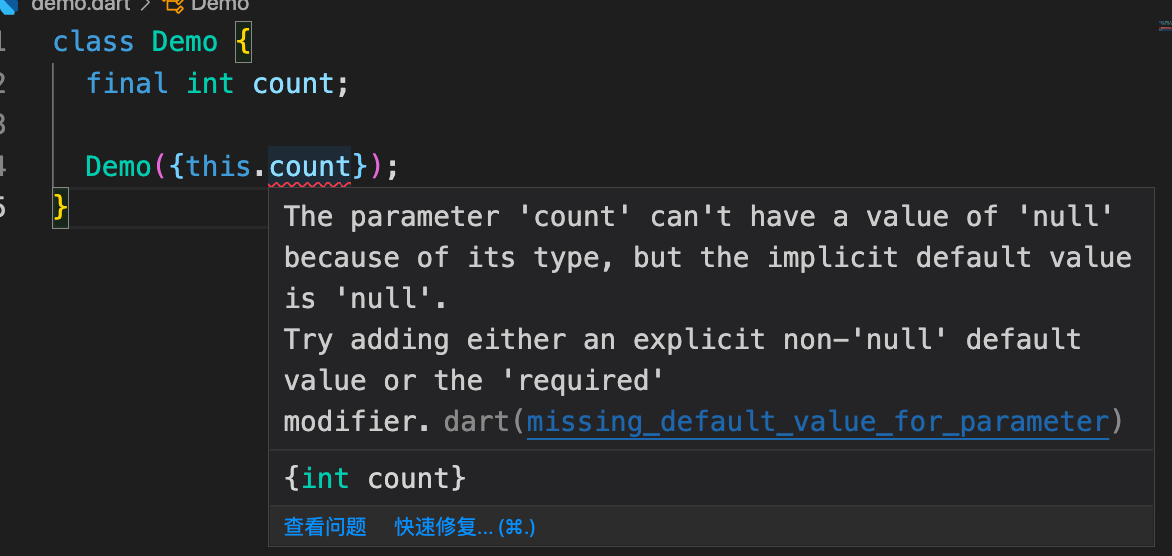 demo.dart > Demo
1 class Demo {
2 final int count;
3
4 Demo({this.count});
5 }
The parameter 'count' can't have a value of 'null'
because of its type, but the implicit default value
is 'null'.
Try adding either an explicit non-'null' default
value or the 'required'
modifier. dart(missing_default_value_for_parameter)
{int count}
查看问题 快速修复... (⌘.)